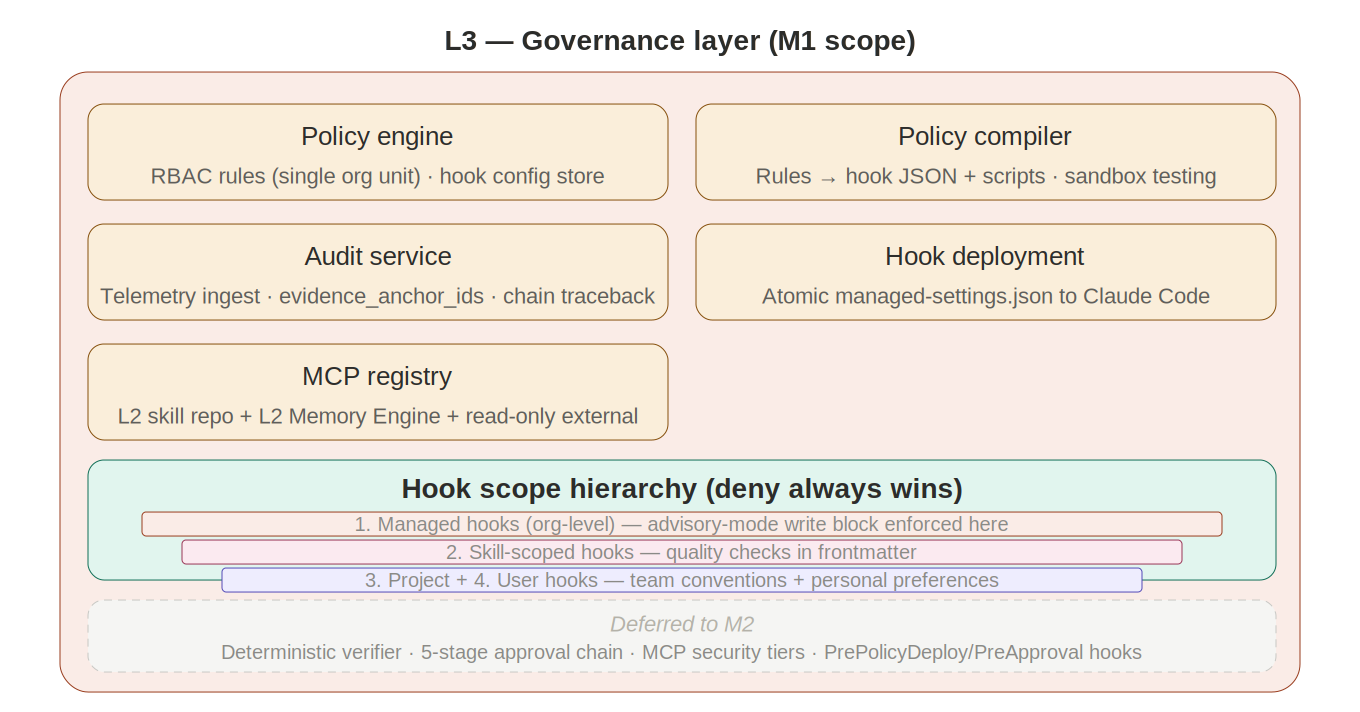 L3 — Governance layer (M1 scope)
Policy engine
RBAC rules (single org unit) · hook config store
Policy compiler
Rules → hook JSON + scripts · sandbox testing
Audit service
Telemetry ingest · evidence_anchor_ids · chain traceback
Hook deployment
Atomic managed-settings.json to Claude Code
MCP registry
L2 skill repo + L2 Memory Engine + read-only external
Hook scope hierarchy (deny always wins)
1. Managed hooks (org-level) — advisory-mode write block enforced here
2. Skill-scoped hooks — quality checks in frontmatter
3. Project + 4. User hooks — team conventions + personal preferences
Deferred to M2
Deterministic verifier · 5-stage approval chain · MCP security tiers · PrePolicyDeploy/PreApproval hooks